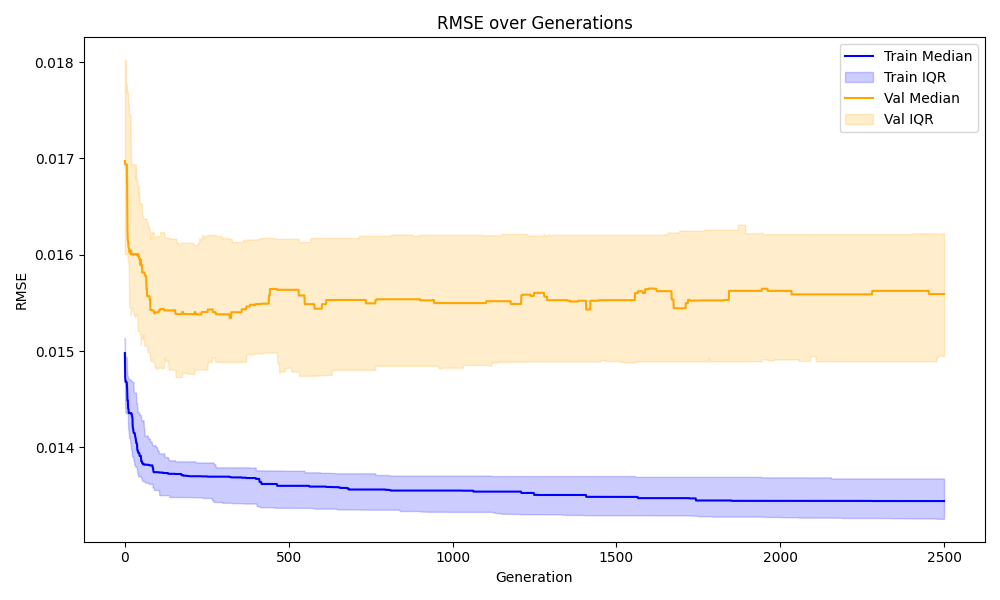 RMSE over Generations
Train Median
Train IQR
Val Median
Val IQR
0.018
0.017
0.016
0.015
0.014
RMSE
0
500
1000
1500
2000
2500
Generation